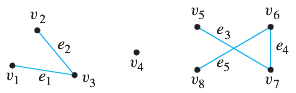 v₂ v₅ v₆
e₂ e₃ e₄
v₁ e₁ v₃ v₄ e₅
v₈ v₇